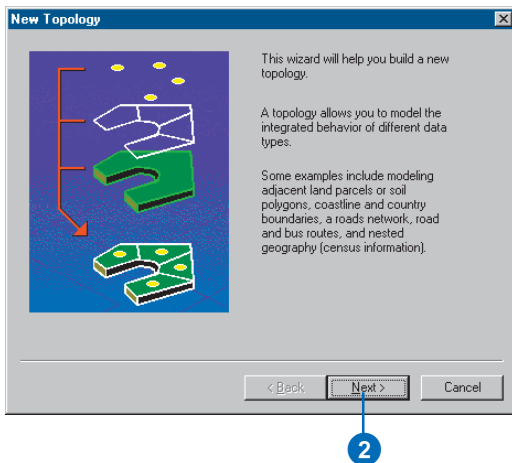 New Topology
This wizard will help you build a new
topology.
A topology allows you to model the
integrated behavior of different data
types.
Some examples include modeling
adjacent land parcels or soil
polygons, coastline and country
boundaries, a roads network, road
and bus routes, and nested
geography (census information).
< Back
Next >
Cancel
2